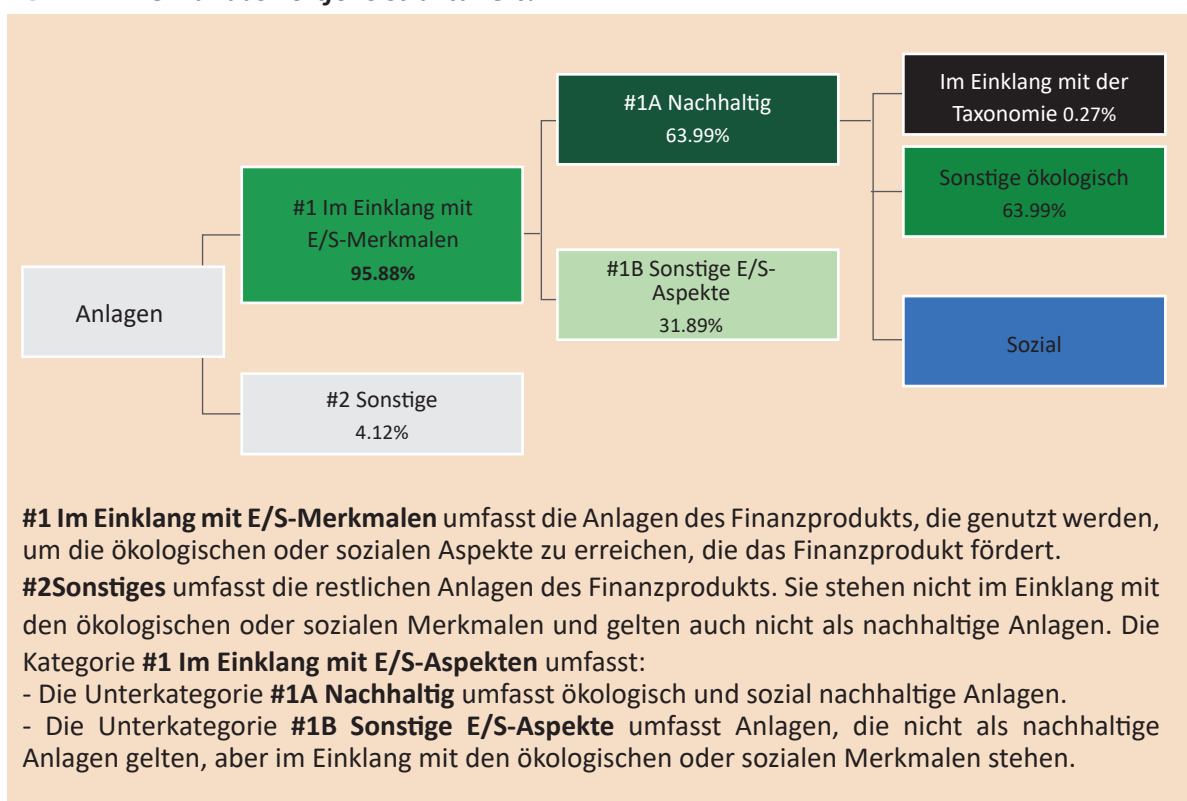 Anlagen
#1 Im Einklang mit
E/S-Merkmalen
95.88%
#2 Sonstige
4.12%
#1A Nachhaltig
63.99%
#1B Sonstige E/S-
Aspekte
31.89%
Im Einklang mit der
Taxonomie 0.27%
Sonstige ökologisch
63.99%
Sozial
#1 Im Einklang mit E/S-Merkmalen umfasst die Anlagen des Finanzprodukts, die genutzt werden,
um die ökologischen oder sozialen Aspekte zu erreichen, die das Finanzprodukt fördert.
#2Sonstiges umfasst die restlichen Anlagen des Finanzprodukts. Sie stehen nicht im Einklang mit
den ökologischen oder sozialen Merkmalen und gelten auch nicht als nachhaltige Anlagen. Die
Kategorie #1 Im Einklang mit E/S-Aspekten umfasst:
- Die Unterkategorie #1A Nachhaltig umfasst ökologisch und sozial nachhaltige Anlagen.
- Die Unterkategorie #1B Sonstige E/S-Aspekte umfasst Anlagen, die nicht als nachhaltige
Anlagen gelten, aber im Einklang mit den ökologischen oder sozialen Merkmalen stehen.